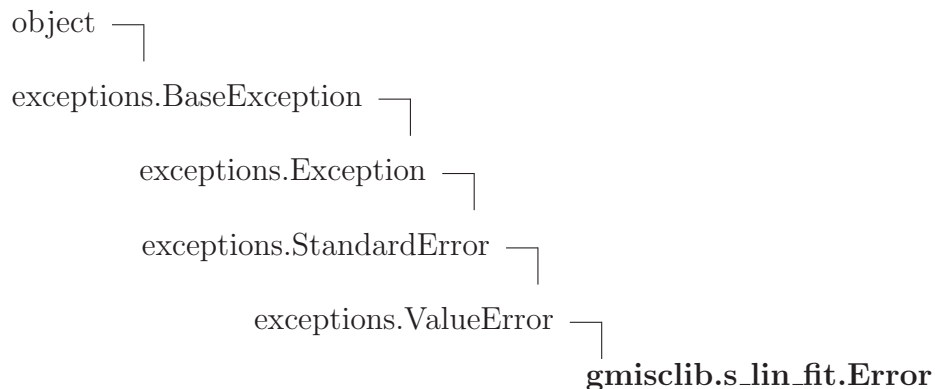 object
exceptions.BaseException
exceptions.Exception
exceptions.StandardError
exceptions.ValueError
gmisclib.s_lin_fit.Error